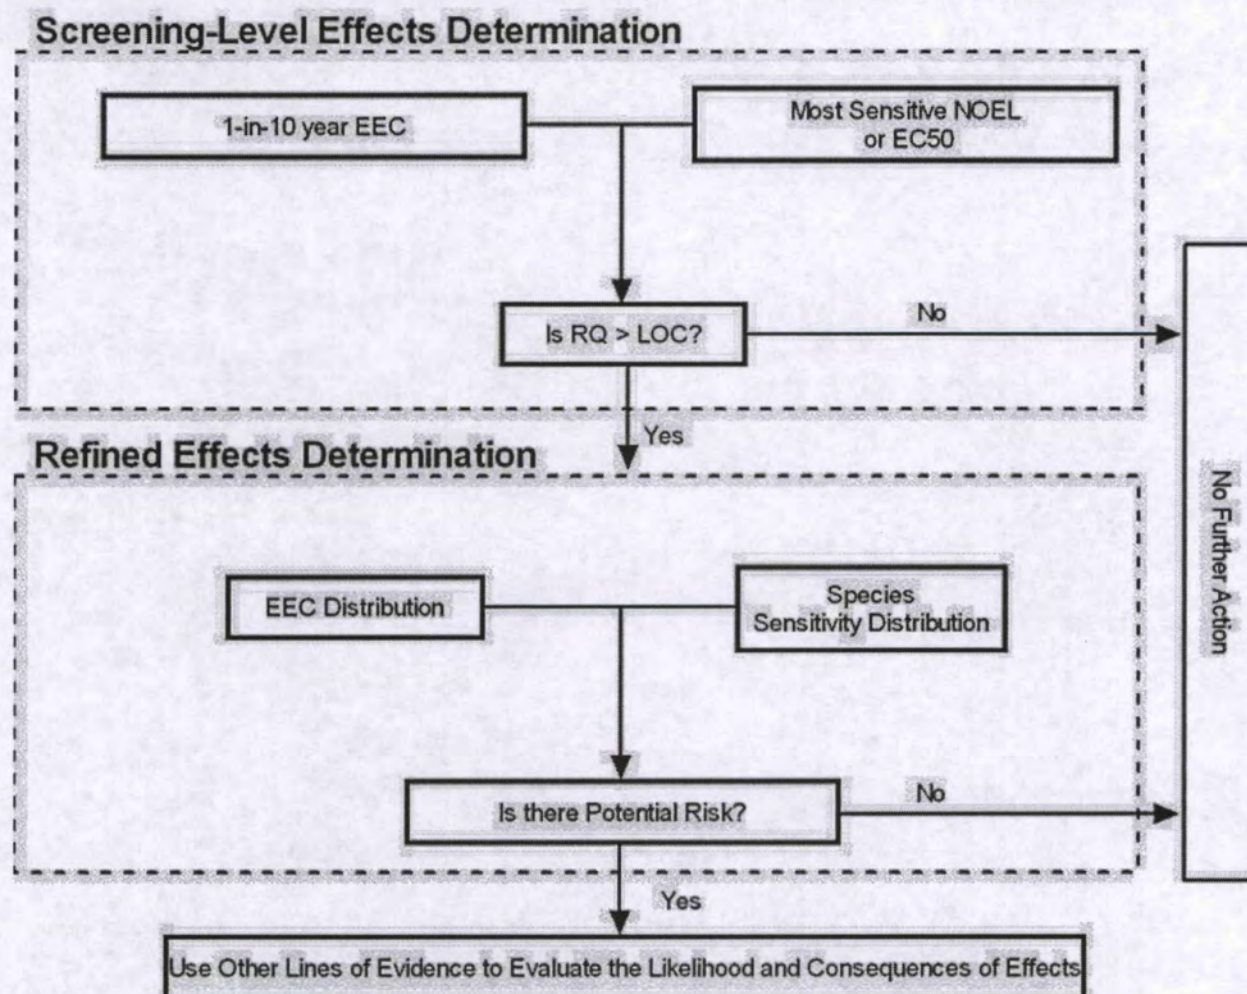 Screening-Level Effects Determination
1-in-10 year EEC
Most Sensitive NOEL
or EC50
Is RQ > LOC?
No
Yes
No Further Action
Refined Effects Determination
EEC Distribution
Species
Sensitivity Distribution
Is there Potential Risk?
No
Yes
Use Other Lines of Evidence to Evaluate the Likelihood and Consequences of Effects